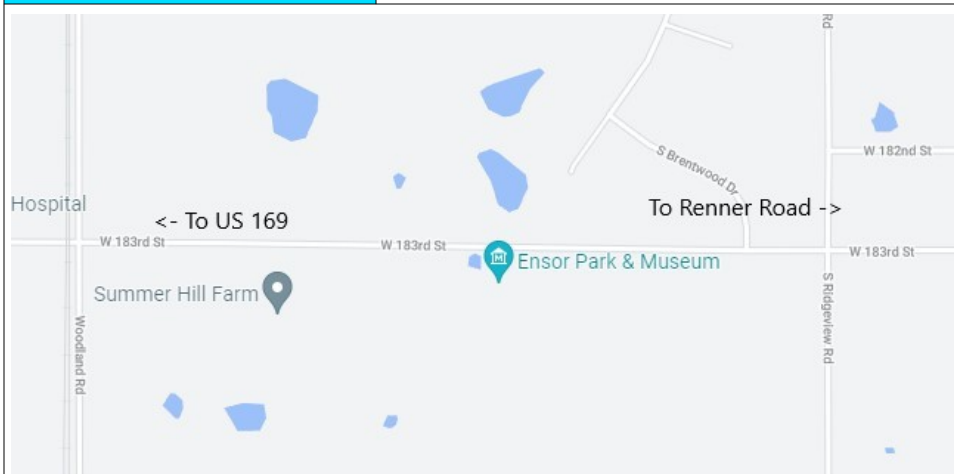 Rd
W 182nd St
S Brentwood Dr
Hospital
To Renner Road ->
<- To US 169
W 183rd St
W 183rd St
W 183rd St
Ensor Park & Museum
Summer Hill Farm
S Ridgeview Rd
Woodland Rd